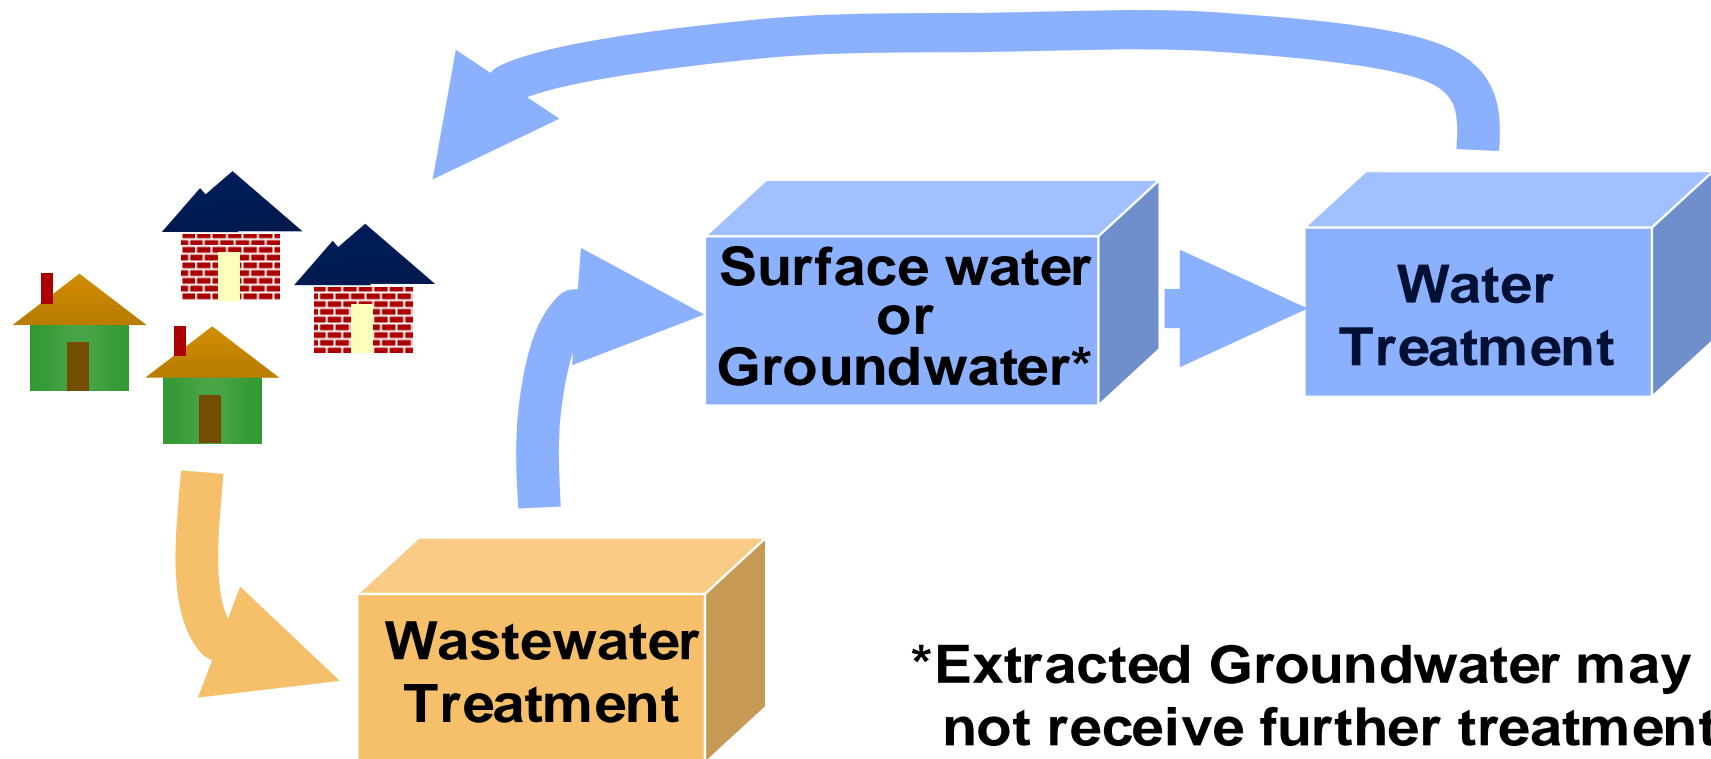 Surface water
or
Groundwater*
Water
Treatment
Wastewater
Treatment
*Extracted Groundwater may
not receive further treatment